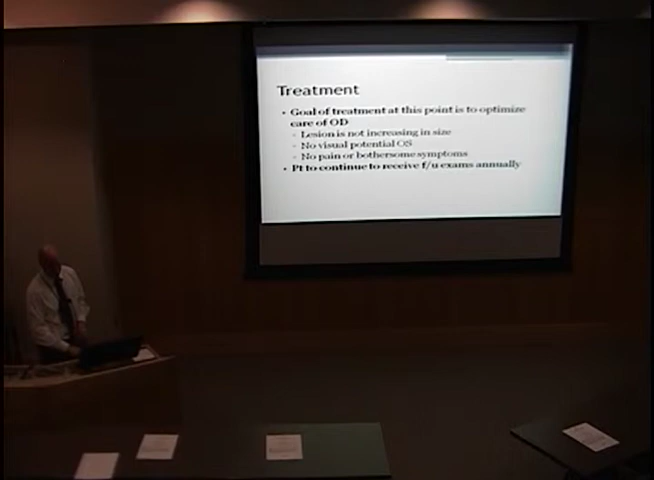 Treatment
• Goal of treatment at this point is to optimize
care of OD
▫ Lesion is not increasing in size
▫ No visual potential OS
▫ No pain or bothersome symptoms
• Pt to continue to receive f/u exams annually